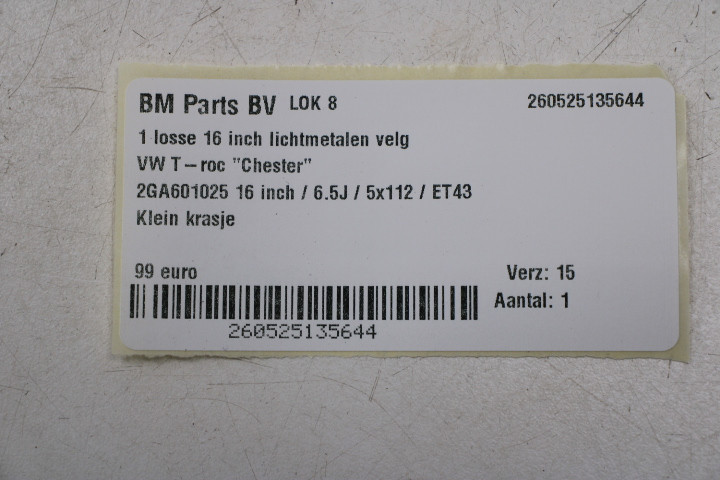 BM Parts BV LOK 8 260525135644
1 losse 16 inch lichtmetalen velg
VW T-roc "Chester"
2GA601025 16 inch / 6.5J / 5x112 / ET43
Klein krasje
99 euro Verz: 15
Aantal: 1
260525135644